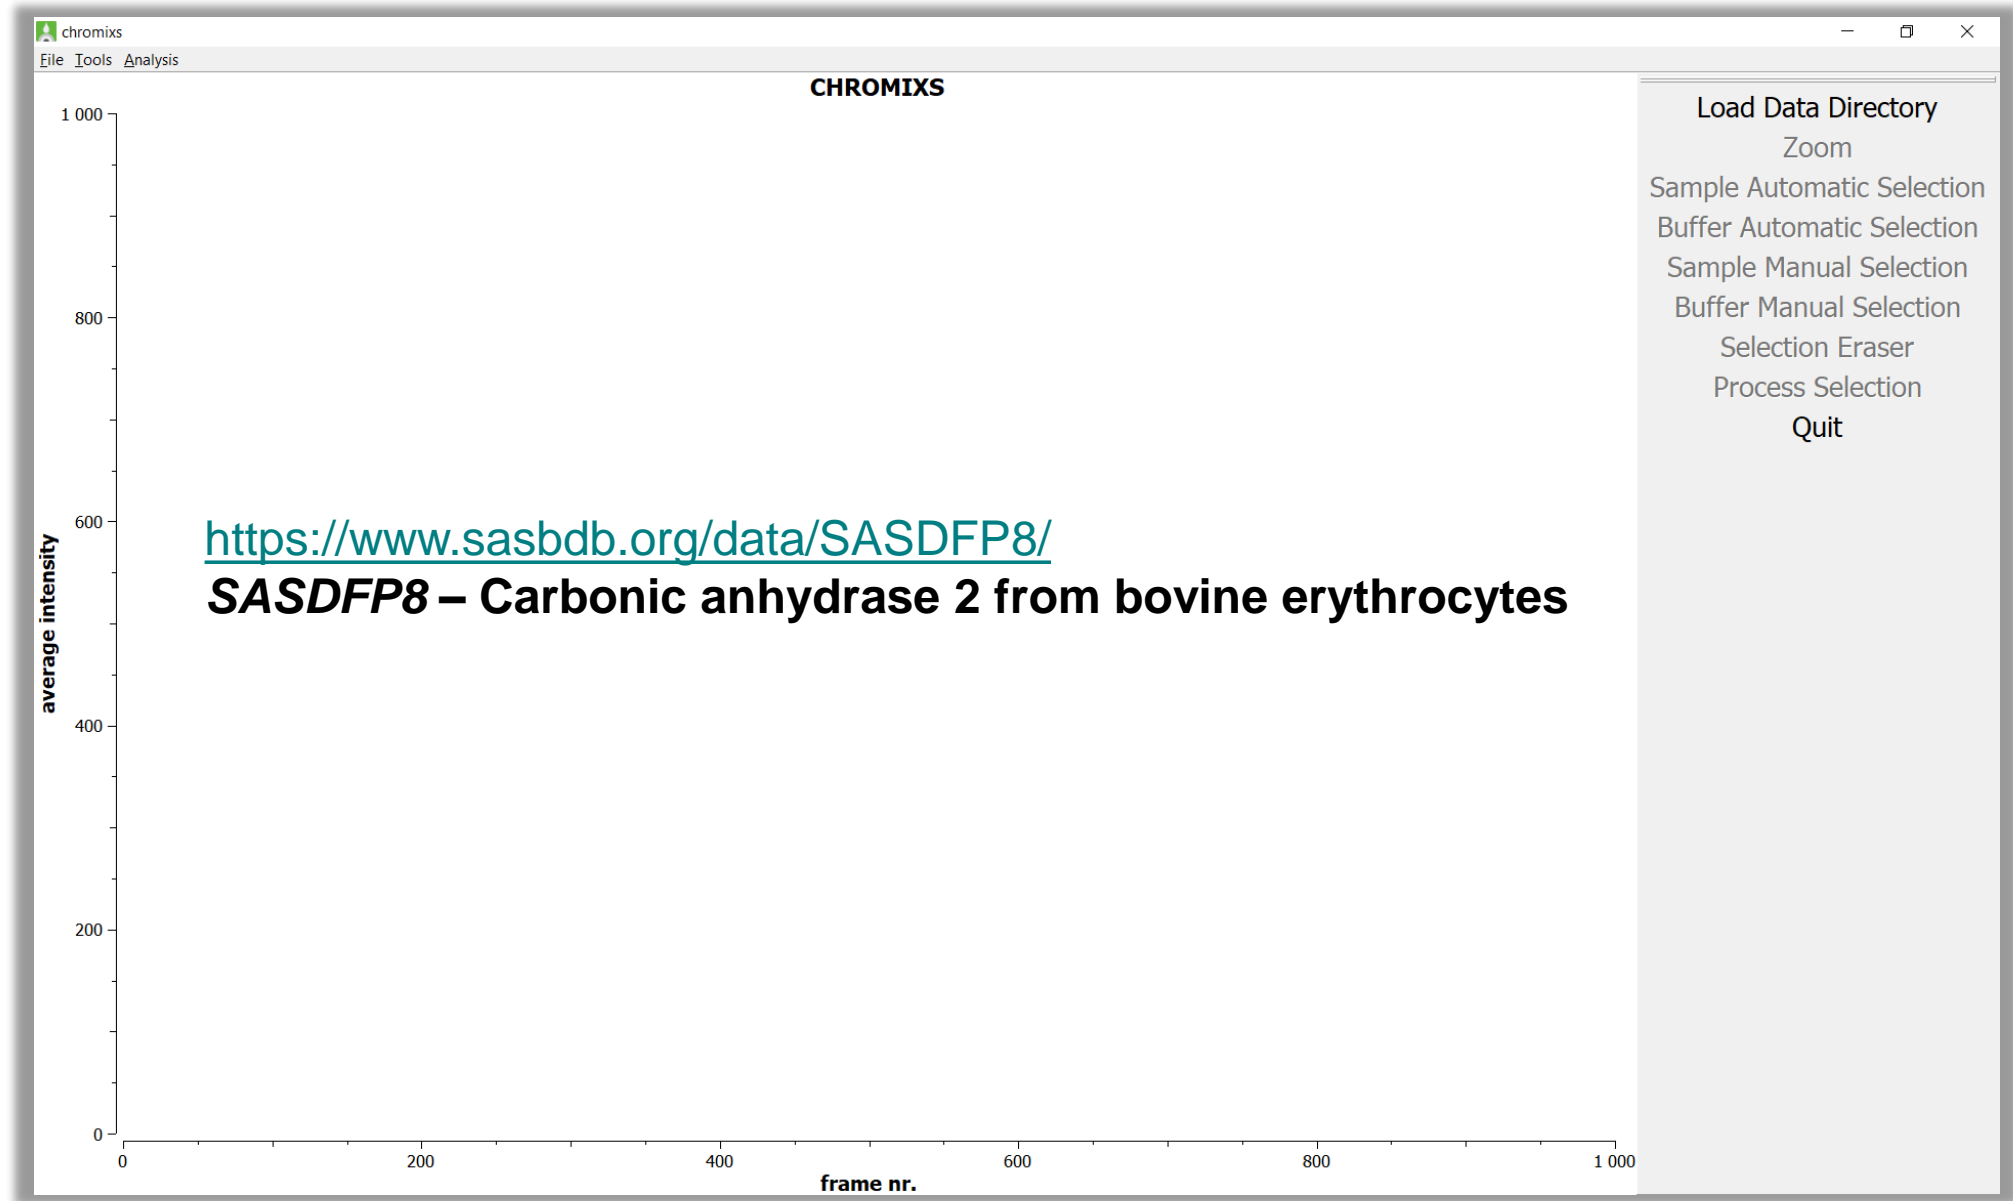 chromixs
File Tools Analysis
CHROMIXS
Load Data Directory
Zoom
Sample Automatic Selection
Buffer Automatic Selection
Sample Manual Selection
Buffer Manual Selection
Selection Eraser
Process Selection
Quit
1 000
800
600
400
200
0
average intensity
https://www.sasbdb.org/data/SASDFP8/
SASDFP8 – Carbonic anhydrase 2 from bovine erythrocytes
0 200 400 600 800 1 000
frame nr.